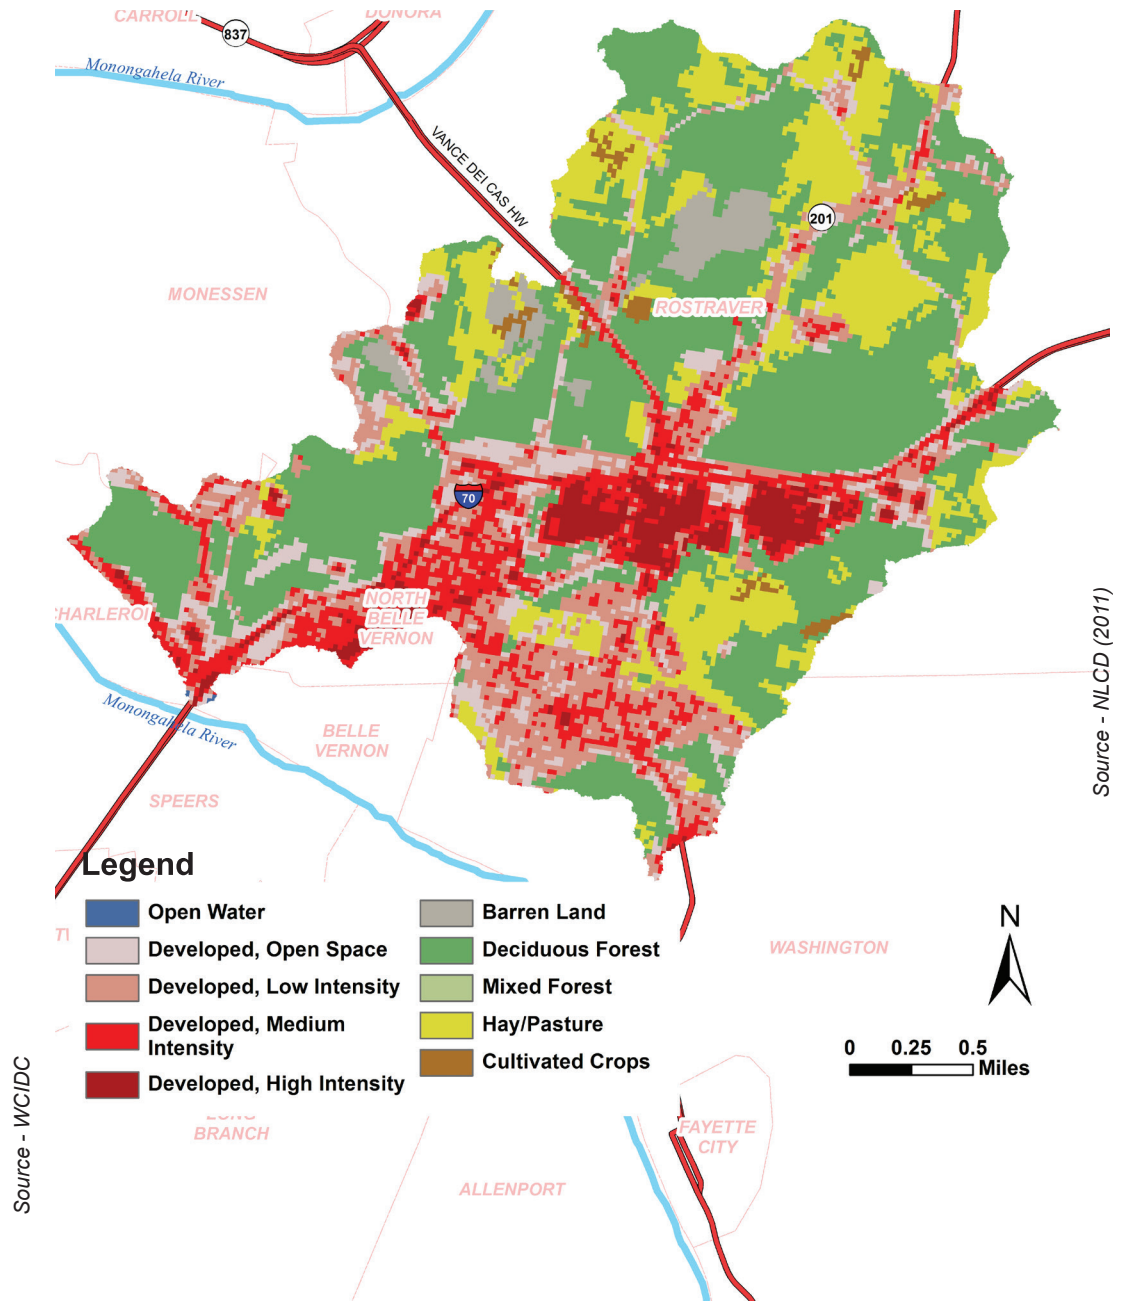 CARROLL
DONORA
837
Monongahela River
VANCE DEI CAS HW
201
MONESSEN
ROSTRAVER
70
NORTH
BELLE
VERNON
CHARLEROI
Monongahela River
BELLE
VERNON
SPEERS
Source - NLCD (2011)
Legend
Open Water
Developed, Open Space
Developed, Low Intensity
Developed, Medium
Intensity
Developed, High Intensity
Barren Land
Deciduous Forest
Mixed Forest
Hay/Pasture
Cultivated Crops
WASHINGTON
N
0 0.25 0.5
Miles
Source - WCIDC
LONG
BRANCH
FAYETTE
CITY
ALLENPORT